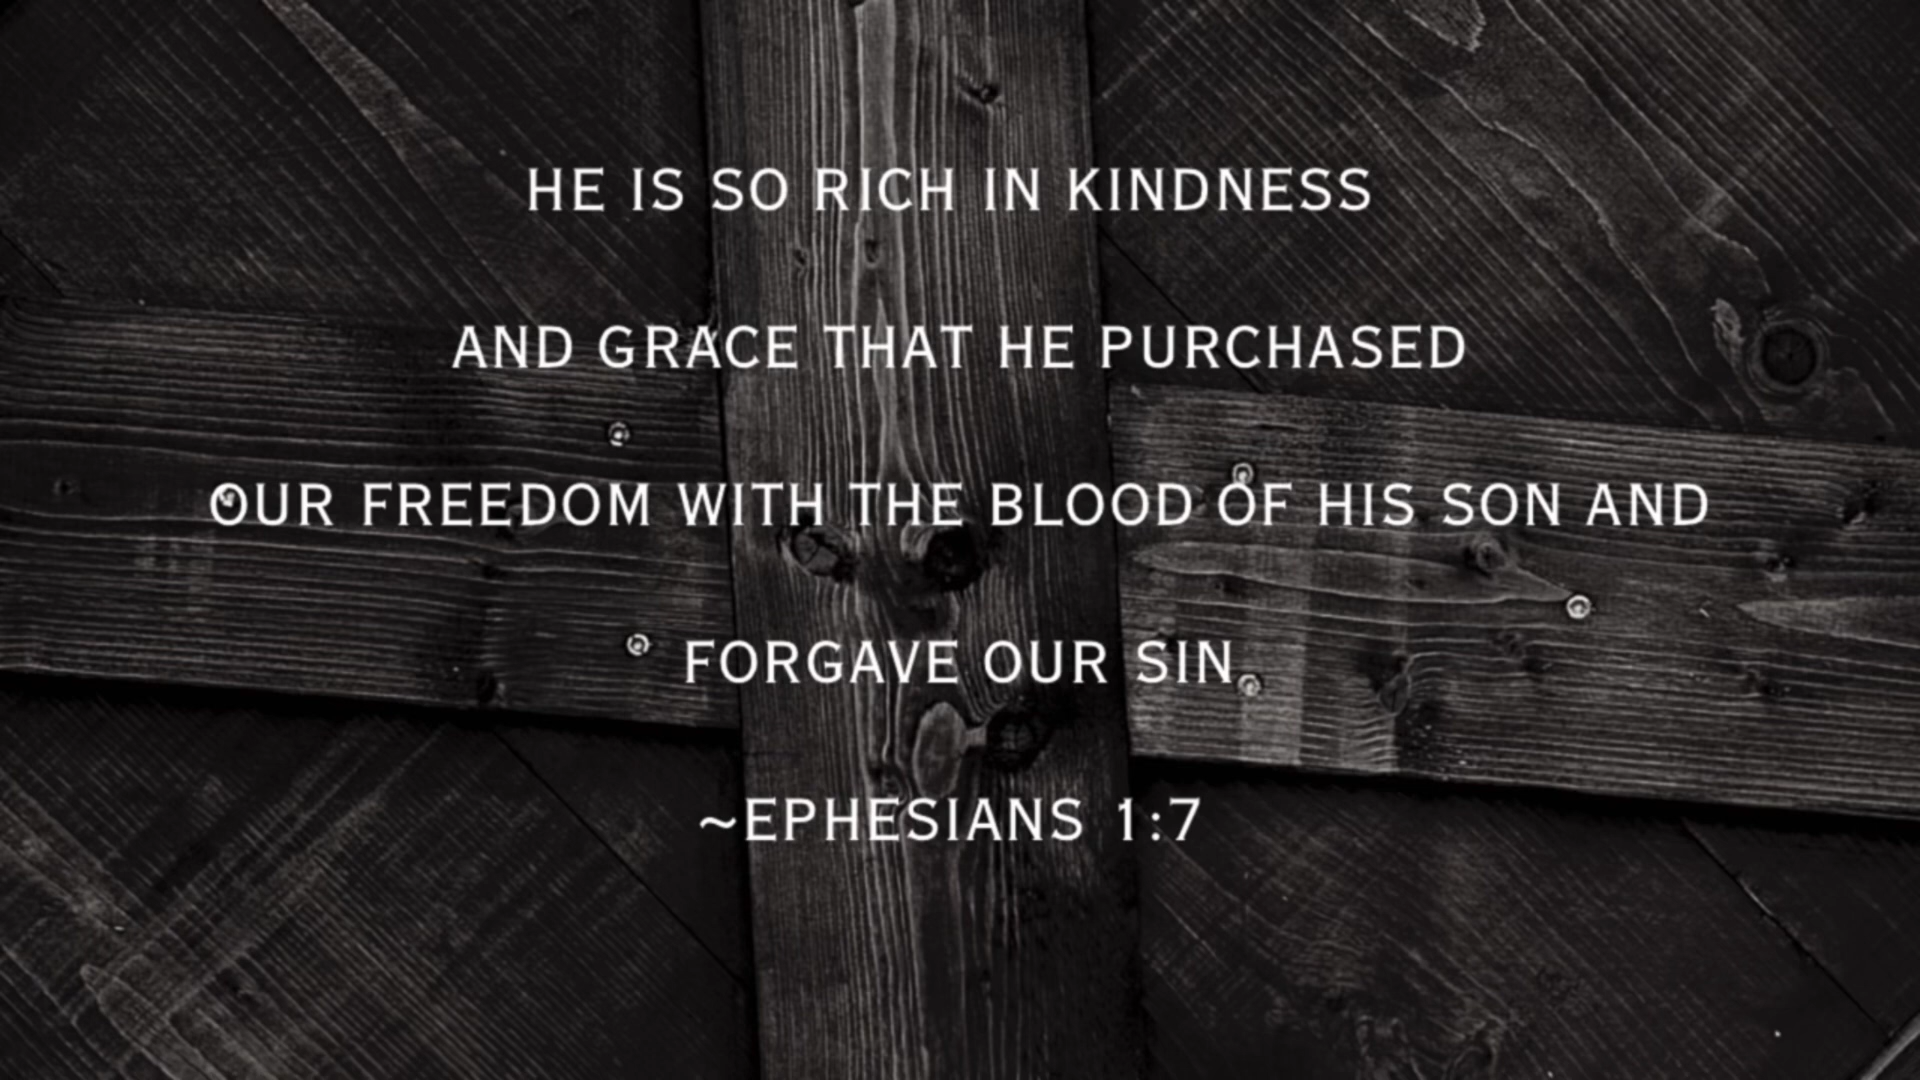 HE IS SO RICH IN KINDNESS
AND GRACE THAT HE PURCHASED
OUR FREEDOM WITH THE BLOOD OF HIS SON AND
FORGAVE OUR SIN
~EPHESIANS 1:7